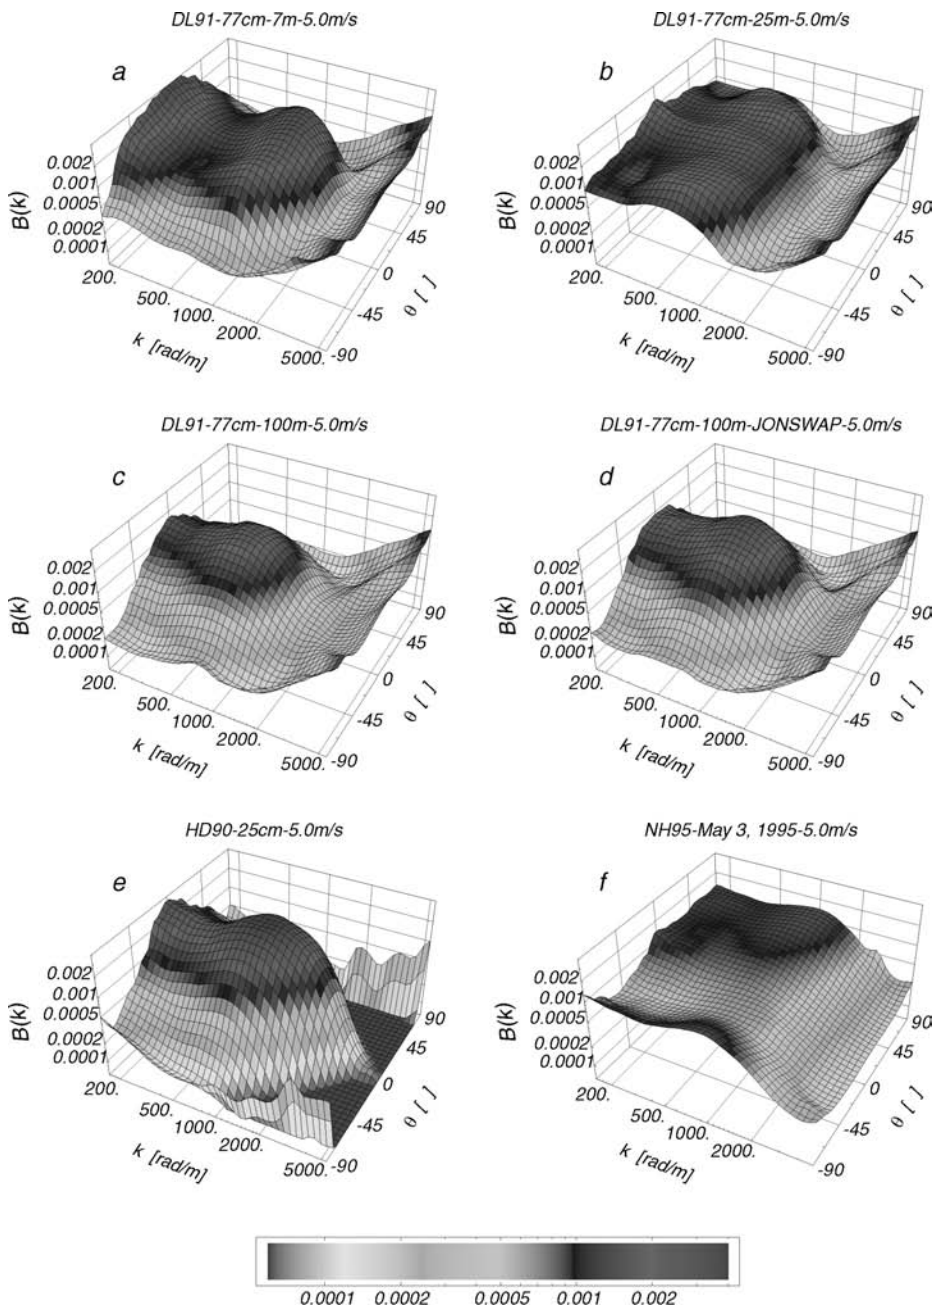 DL91-77cm-7m-5.0m/s
a
0.002
0.001
0.0005
0.0002
0.0001
B(k)
200.
500.
1000.
2000.
5000.
k [rad/m]
90
45
0
-45
-90
θ [ ]
DL91-77cm-25m-5.0m/s
b
0.002
0.001
0.0005
0.0002
0.0001
B(k)
200.
500.
1000.
2000.
5000.
k [rad/m]
90
45
0
-45
-90
θ [ ]
DL91-77cm-100m-5.0m/s
c
0.002
0.001
0.0005
0.0002
0.0001
B(k)
200.
500.
1000.
2000.
5000.
k [rad/m]
90
45
0
-45
-90
θ [ ]
DL91-77cm-100m-JONSWAP-5.0m/s
d
0.002
0.001
0.0005
0.0002
0.0001
B(k)
200.
500.
1000.
2000.
5000.
k [rad/m]
90
45
0
-45
-90
θ [ ]
HD90-25cm-5.0m/s
e
0.002
0.001
0.0005
0.0002
0.0001
B(k)
200.
500.
1000.
2000.
5000.
k [rad/m]
90
45
0
-45
-90
θ [ ]
NH95-May 3, 1995-5.0m/s
f
0.002
0.001
0.0005
0.0002
0.0001
B(k)
200.
500.
1000.
2000.
k [rad/m]
90
45
0
-45
-90
θ [ ]
0.0001 0.0002 0.0005 0.001 0.002